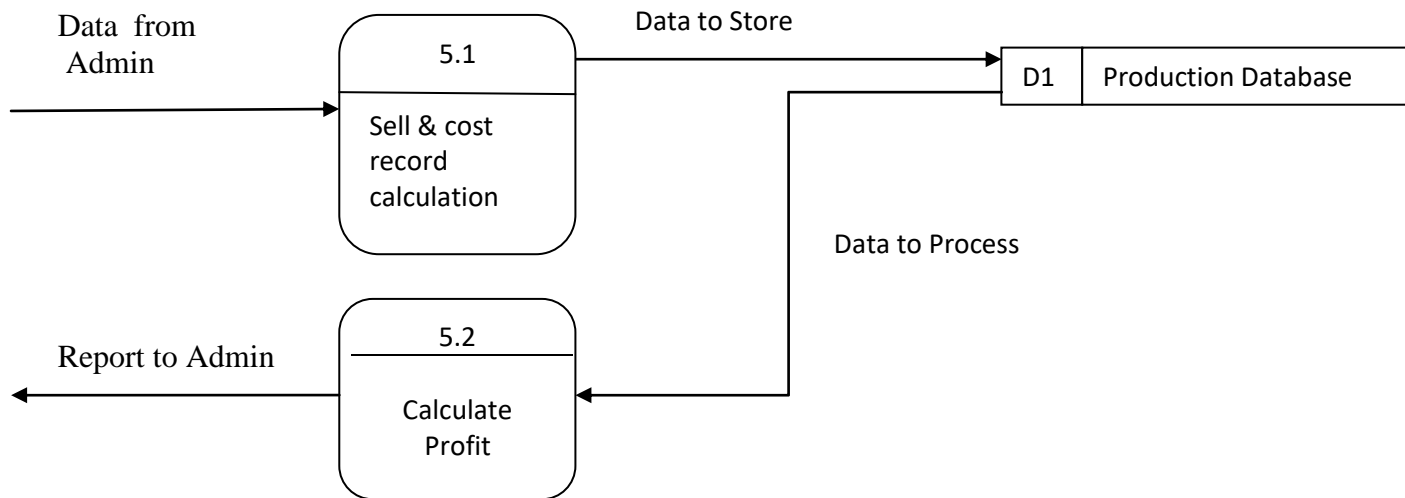 Data from
Admin
5.1
Data to Store
D1 Production Database
Sell & cost
record
calculation
Data to Process
5.2
Report to Admin
Calculate
Profit